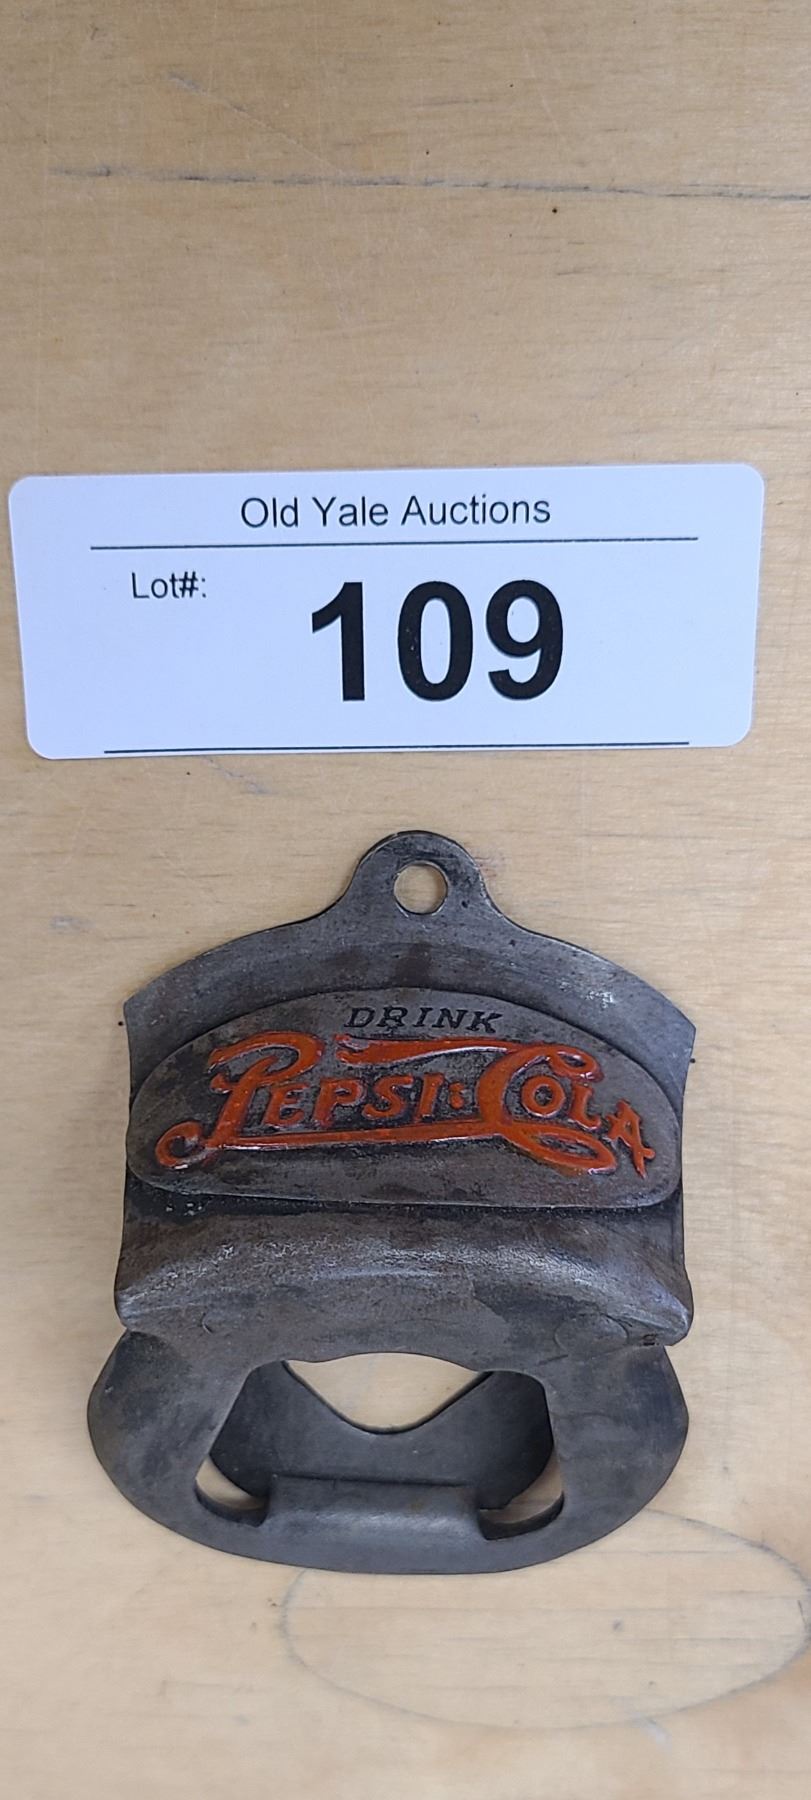 Old Yale Auctions
Lot#:
109
DRINK
PEPSI:COLA